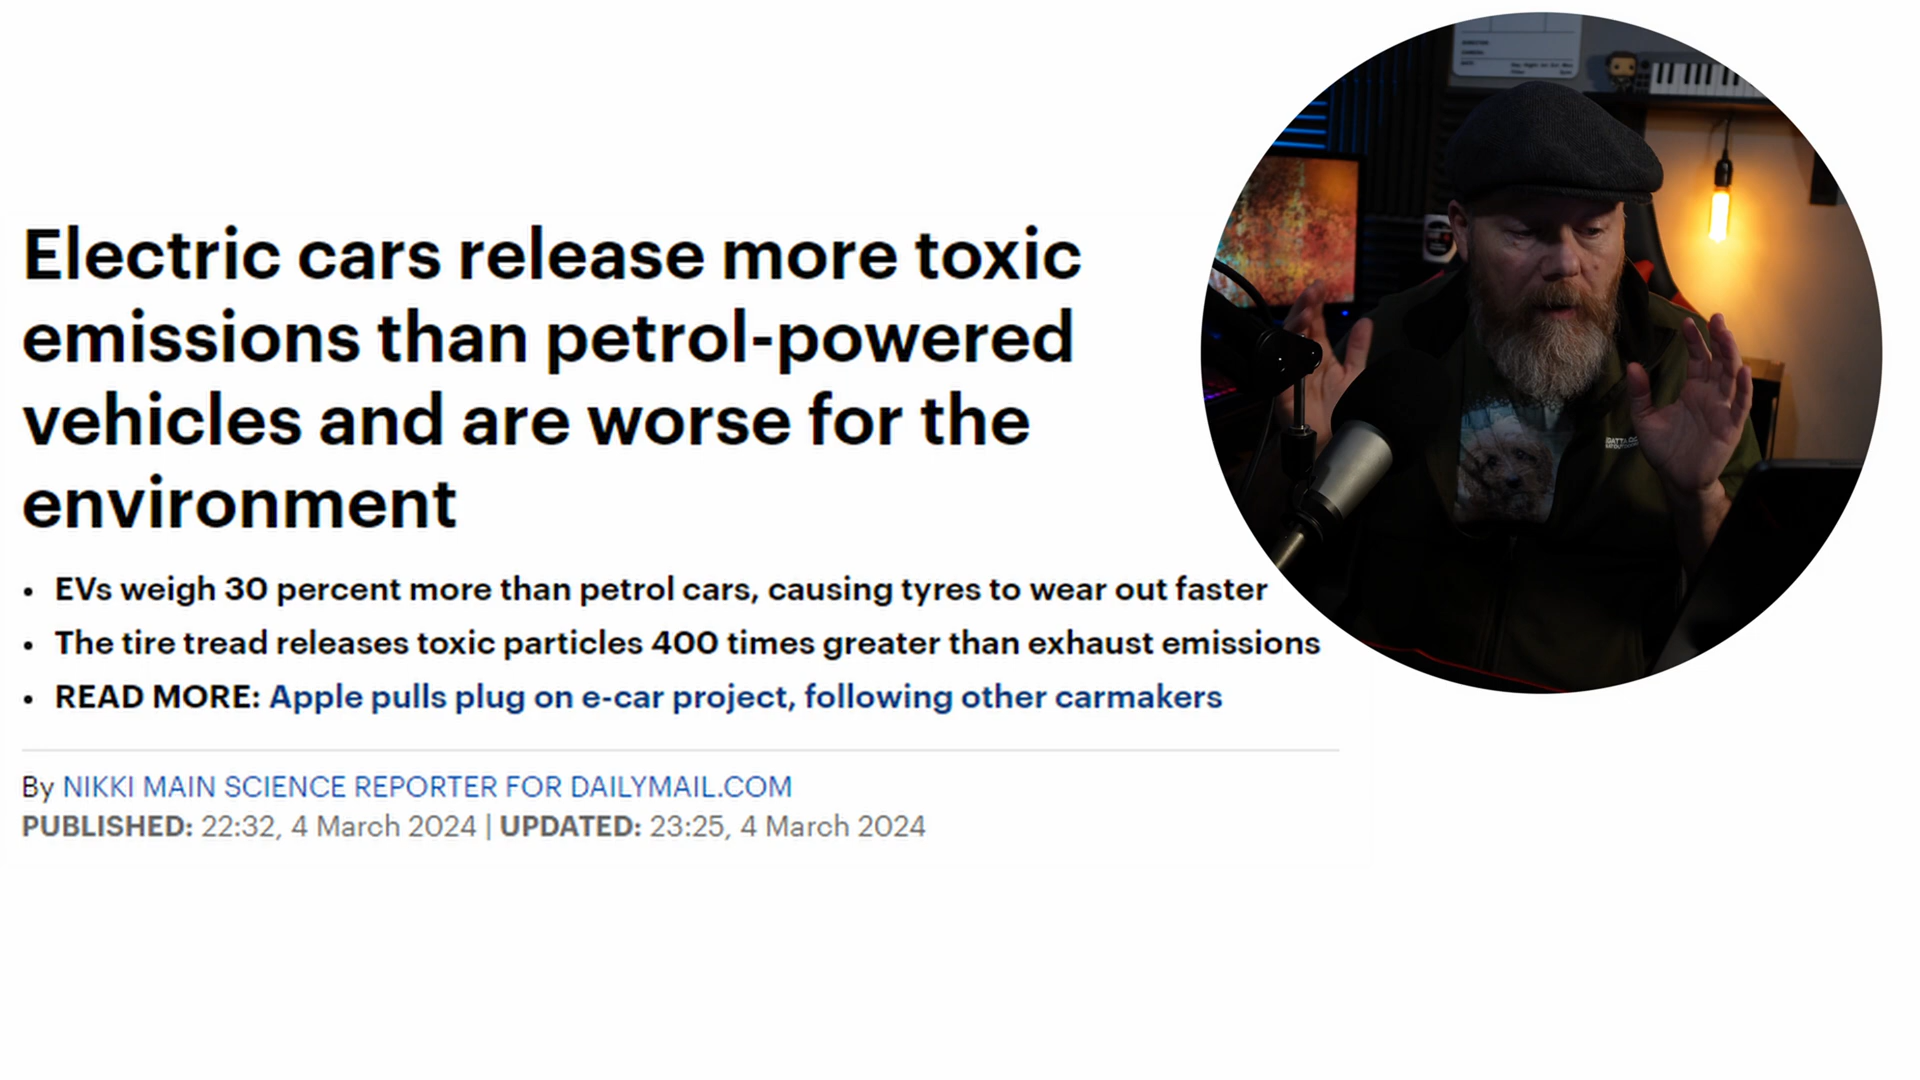 Electric cars release more toxic
emissions than petrol-powered
vehicles and are worse for the
environment
• EVs weigh 30 percent more than petrol cars, causing tyres to wear out faster
• The tire tread releases toxic particles 400 times greater than exhaust emissions
• READ MORE: Apple pulls plug on e-car project, following other carmakers
By NIKKI MAIN SCIENCE REPORTER FOR DAILYMAIL.COM
PUBLISHED: 22:32, 4 March 2024 | UPDATED: 23:25, 4 March 2024